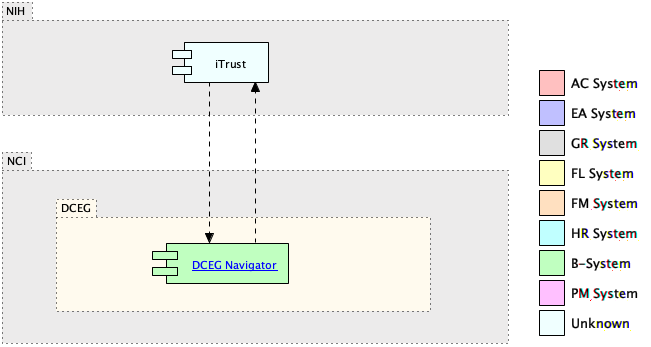 NIH
iTrust
NCI
DCEG
DCEG Navigator
AC System
EA System
GR System
FL System
FM System
HR System
B-System
PM System
Unknown